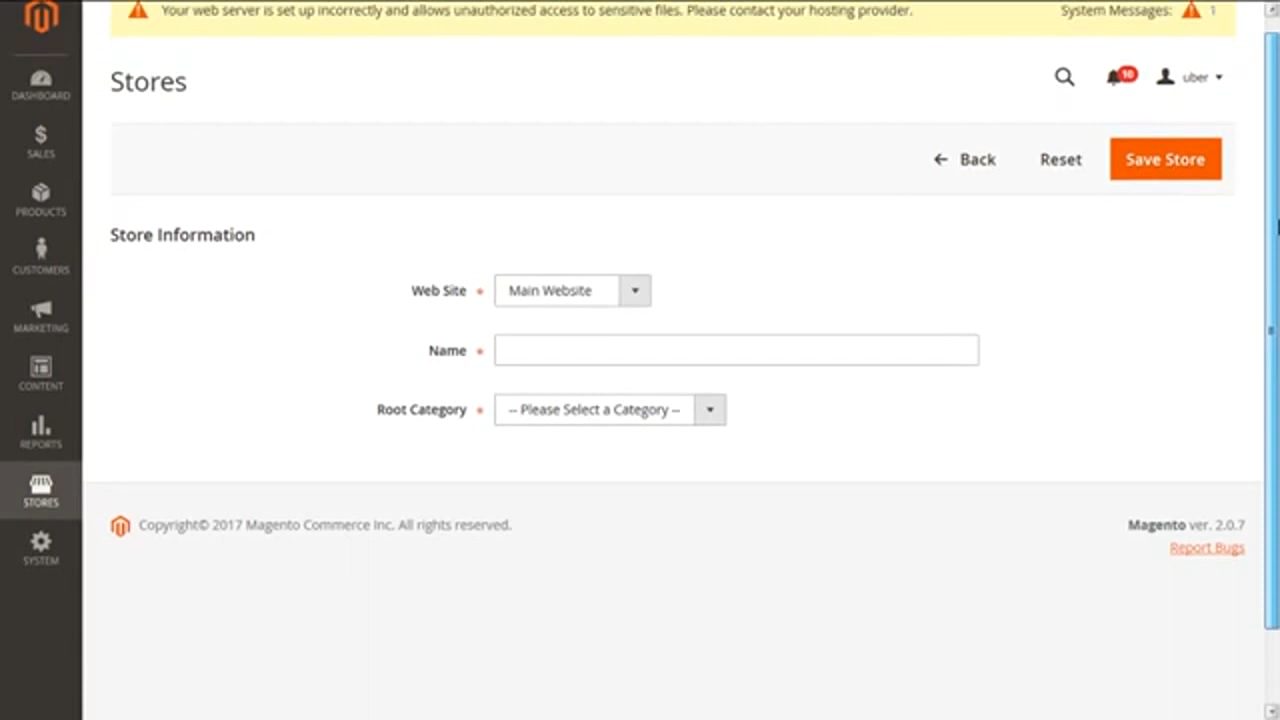 Your web server is set up incorrectly and allows unauthorized access to sensitive files. Please contact your hosting provider.
System Messages: 1
Stores
10
uber
DASHBOARD
SALES
PRODUCTS
CUSTOMERS
MARKETING
CONTENT
REPORTS
STORES
SYSTEM
← Back
Reset
Save Store
Store Information
Web Site * Main Website
Name *
Root Category * -- Please Select a Category --
Copyright© 2017 Magento Commerce Inc. All rights reserved.
Magento ver. 2.0.7
Report Bugs